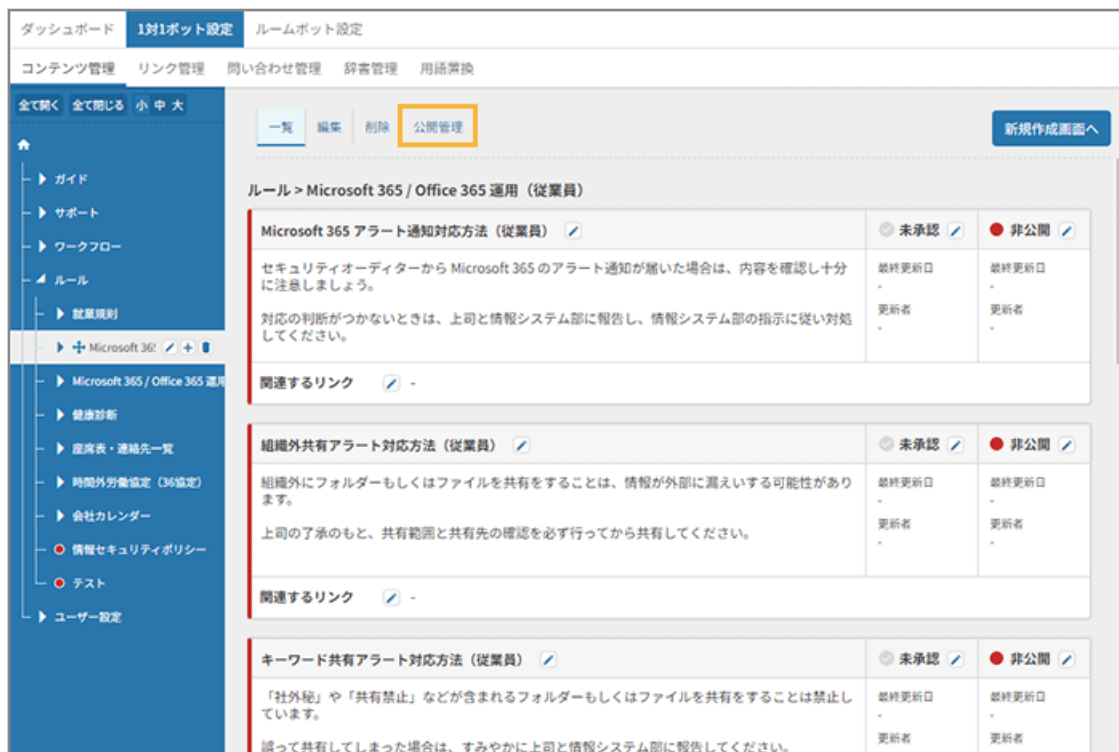 ダッシュボード 1対1ボット設定 ルームボット設定
コンテンツ管理 リンク管理 問い合わせ管理 辞書管理 用語置換
全て開く 全て閉じる 小 中 大
ガイド
サポート
ワークフロー
ルール
就業規則
Microsoft 36
Microsoft 365 / Office 365 運用
健康診断
座席表・連絡先一覧
時間外労働協定（36協定）
会社カレンダー
情報セキュリティポリシー
テスト
ユーザー設定
一覧 編集 削除 公開管理
新規作成画面へ
ルール > Microsoft 365 / Office 365 運用（従業員）
Microsoft 365 アラート通知対応方法（従業員） 未承認 非公開
セキュリティオーディターから Microsoft 365 のアラート通知が届いた場合は、内容を確認し十分
に注意しましょう。
対応の判断がつかないときは、上司と情報システム部に報告し、情報システム部の指示に従い対処
してください。
最終更新日 最終更新日
- -
更新者 更新者
- -
関連するリンク -
組織外共有アラート対応方法（従業員） 未承認 非公開
組織外にフォルダーもしくはファイルを共有をすることは、情報が外部に漏えいする可能性があり
ます。
上司の了承のもと、共有範囲と共有先の確認を必ず行ってから共有してください。
最終更新日 最終更新日
- -
更新者 更新者
- -
関連するリンク -
キーワード共有アラート対応方法（従業員） 未承認 非公開
「社外秘」や「共有禁止」などが含まれるフォルダーもしくはファイルを共有をすることは禁止し
ています。
誤って共有してしまった場合は、すみやかに上司と情報システム部に報告してください。
最終更新日 最終更新日
- -
更新者 更新者